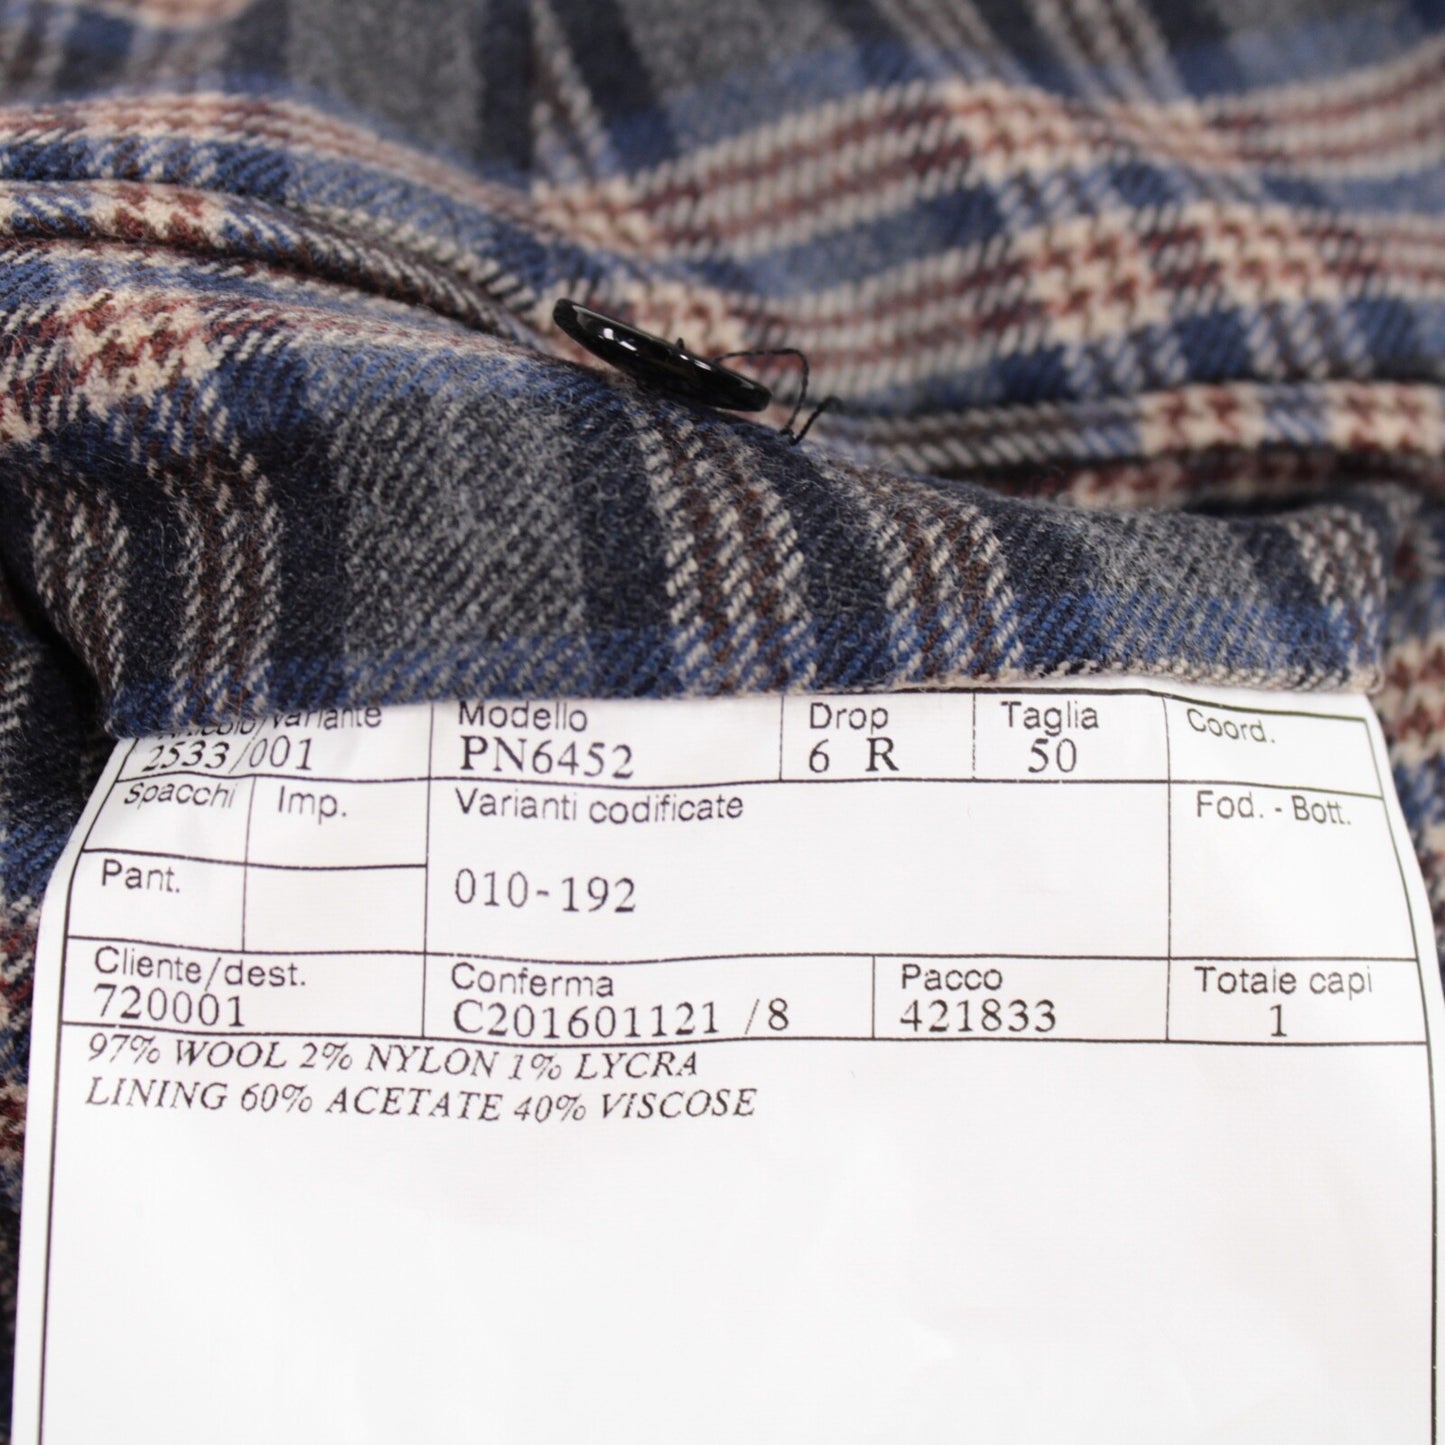 Articolo/Variante Modello Drop Taglia Coord.
2533/001 PN6452 6 R 50
Spacchi Imp. Varianti codificate Fod. - Bott.
Pant. 010-192
Cliente/dest. Conferma Pacco Totale capi
720001 C201601121 /8 421833 1
97% WOOL 2% NYLON 1% LYCRA
LINING 60% ACETATE 40% VISCOSE